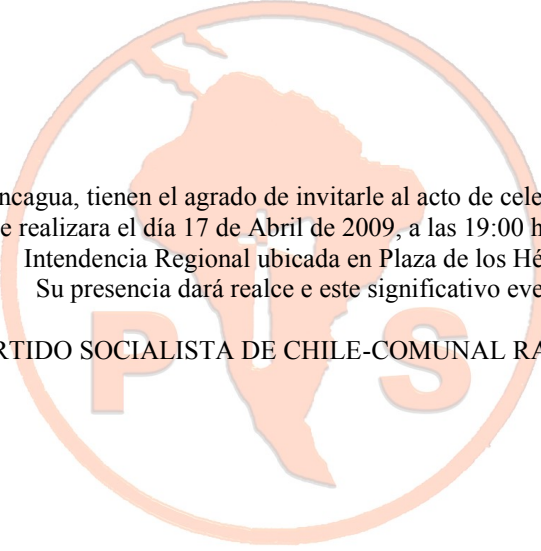 ncagua, tienen el agrado de invitarle al acto de cele
e realizara el día 17 de Abril de 2009, a las 19:00 h
Intendencia Regional ubicada en Plaza de los Hé
Su presencia dará realce e este significativo eve
RTIDO SOCIALISTA DE CHILE-COMUNAL RA
P S